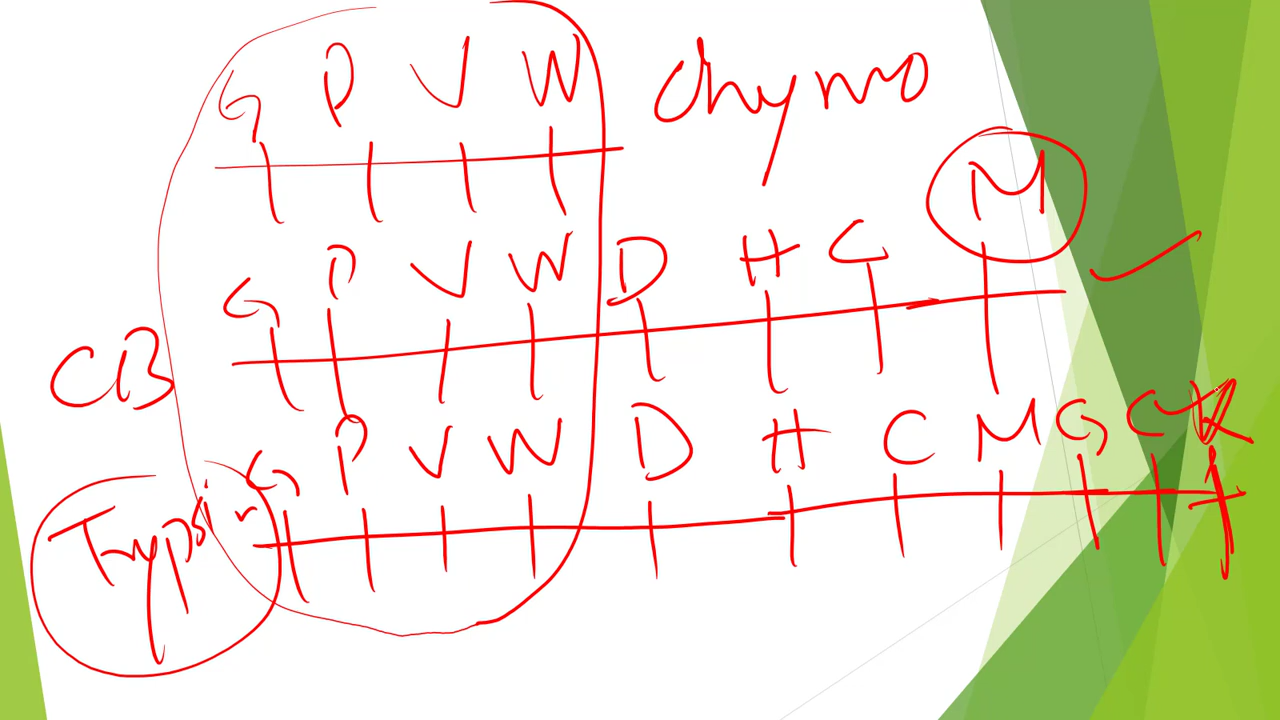 G P V W chymo
G P V W D H C M
CB
G P V W D H C M G C
Trypsin